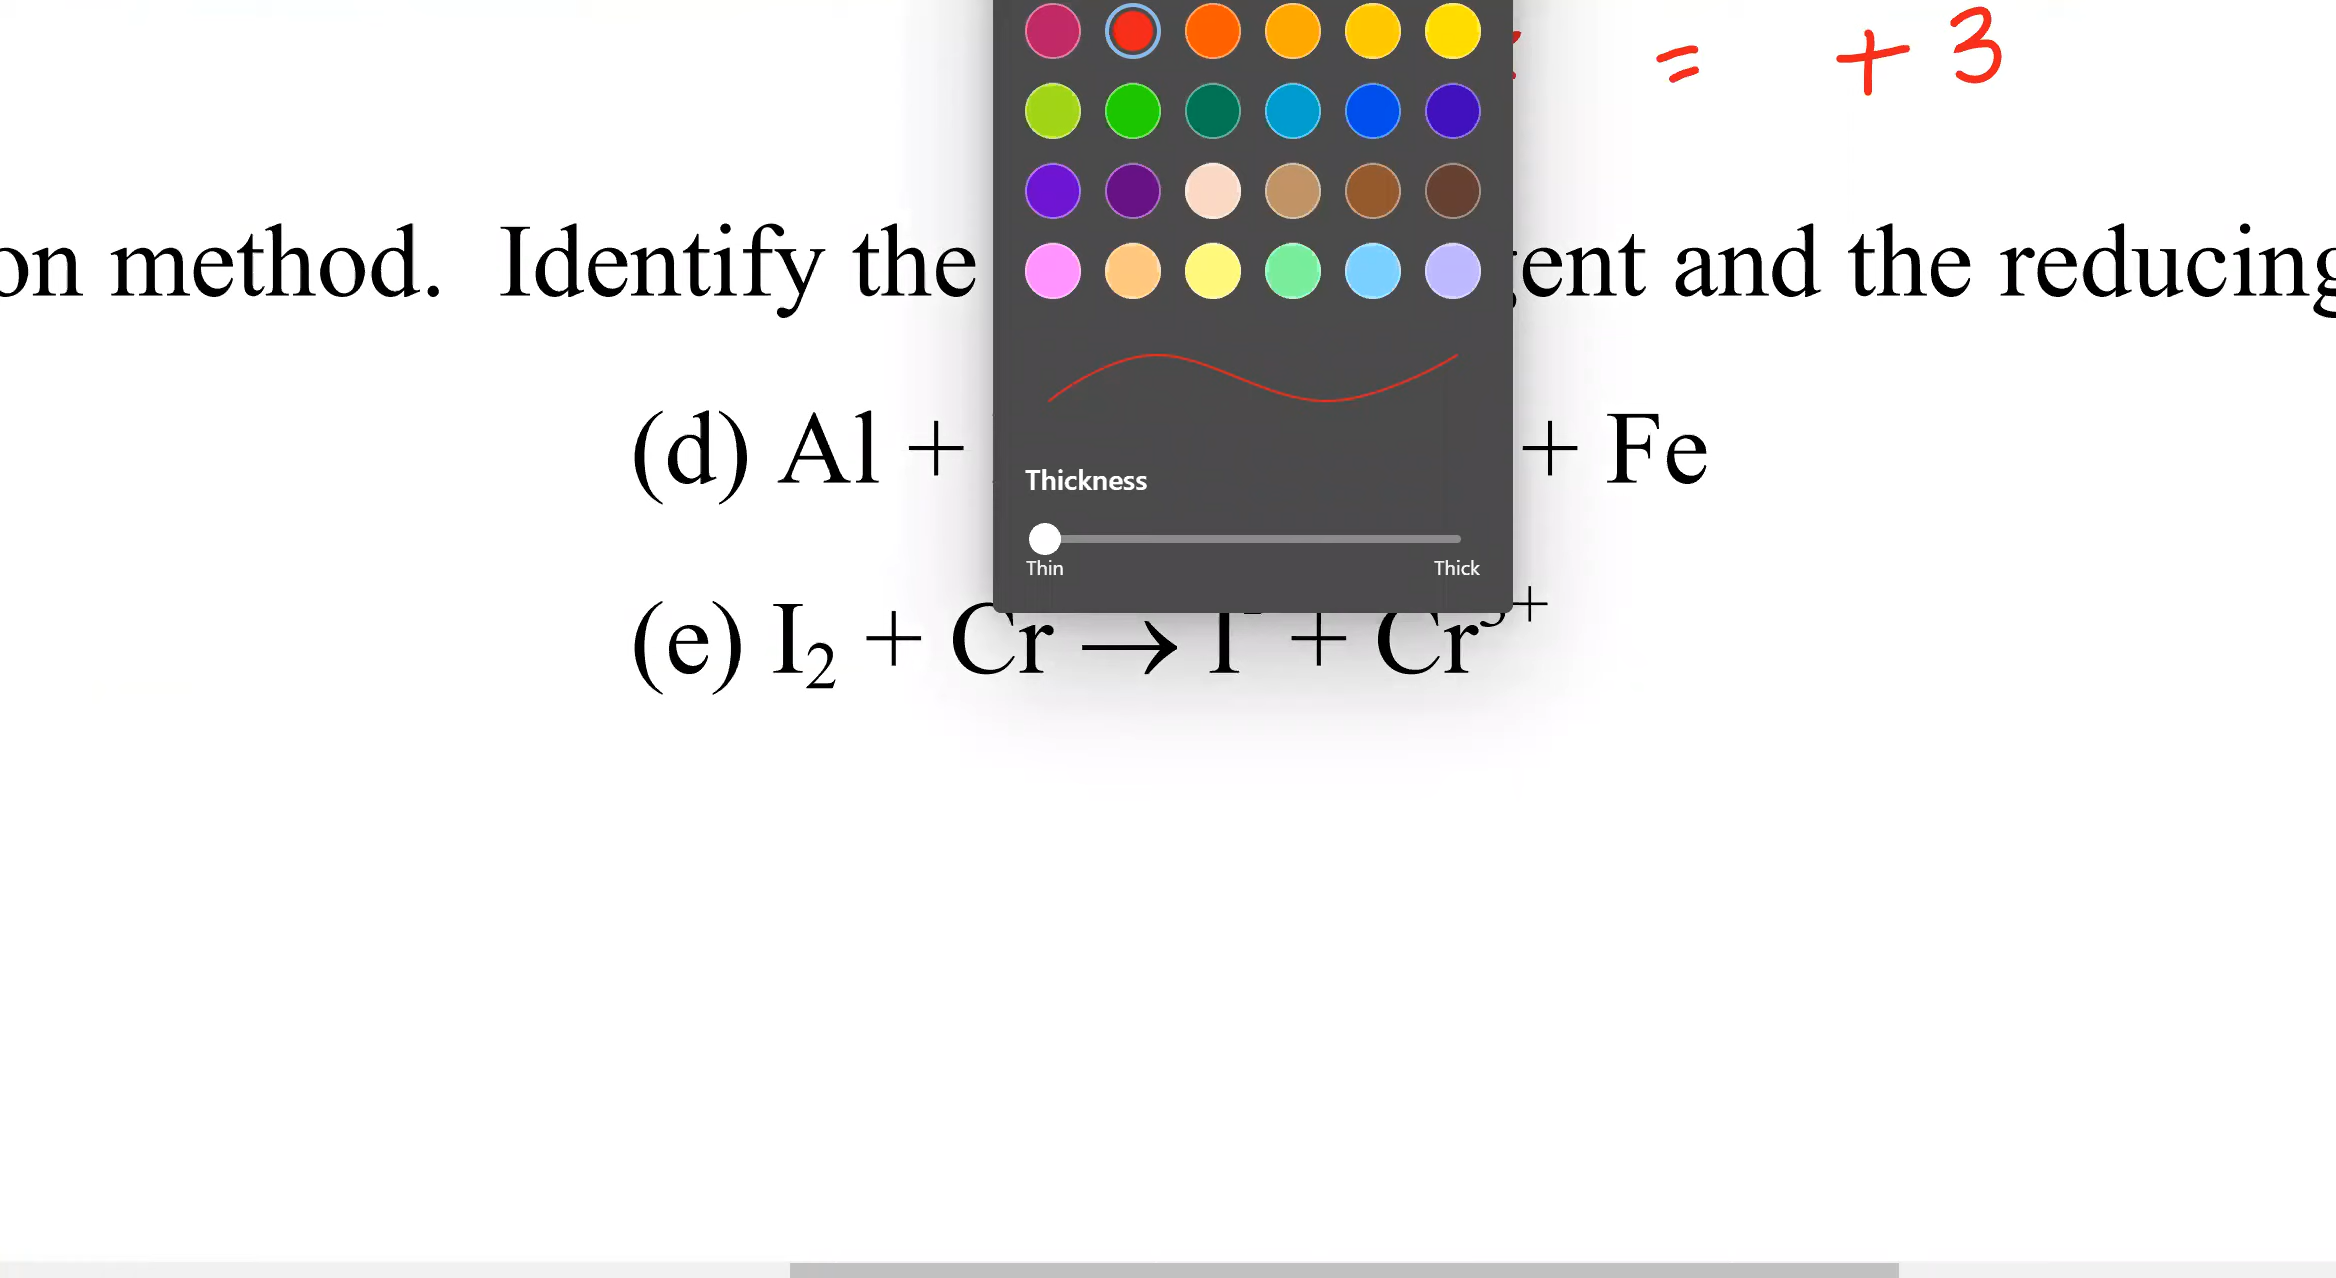 = + 3
on method. Identify the ent and the reducing
(d) Al + + Fe
Thickness
Thin Thick
(e) I₂ + Cr → I⁻ + Cr³⁺